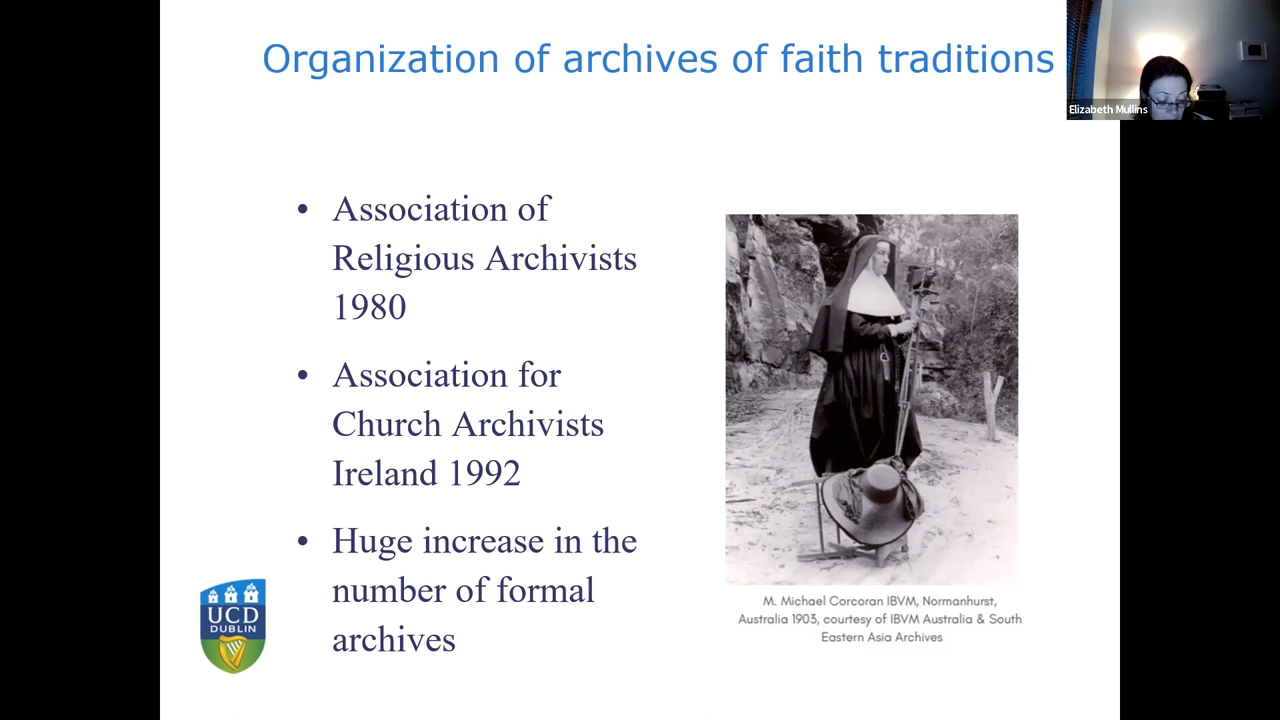 Organization of archives of faith traditions
Elizabeth Mullins
• Association of
Religious Archivists
1980
• Association for
Church Archivists
Ireland 1992
• Huge increase in the
number of formal
archives
UCD
DUBLIN
M. Michael Corcoran IBVM, Normanhurst,
Australia 1903, courtesy of IBVM Australia & South
Eastern Asia Archives